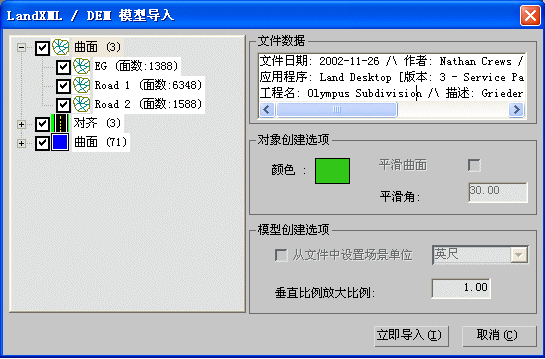 LandXML / DEM 模型导入
曲面 (3)
EG (面数:1388)
Road 1 (面数:6348)
Road 2 (面数:1588)
对齐 (3)
曲面 (71)
文件数据
文件日期: 2002-11-26 /\ 作者: Nathan Crews /
应用程序: Land Desktop [版本: 3 - Service Pa
工程名: Olympus Subdivision /\ 描述: Grieder
对象创建选项
颜色 :
平滑曲面
平滑角:
30.00
模型创建选项
从文件中设置场景单位
英尺
垂直比例放大比例:
1.00
立即导入(I)
取消(C)